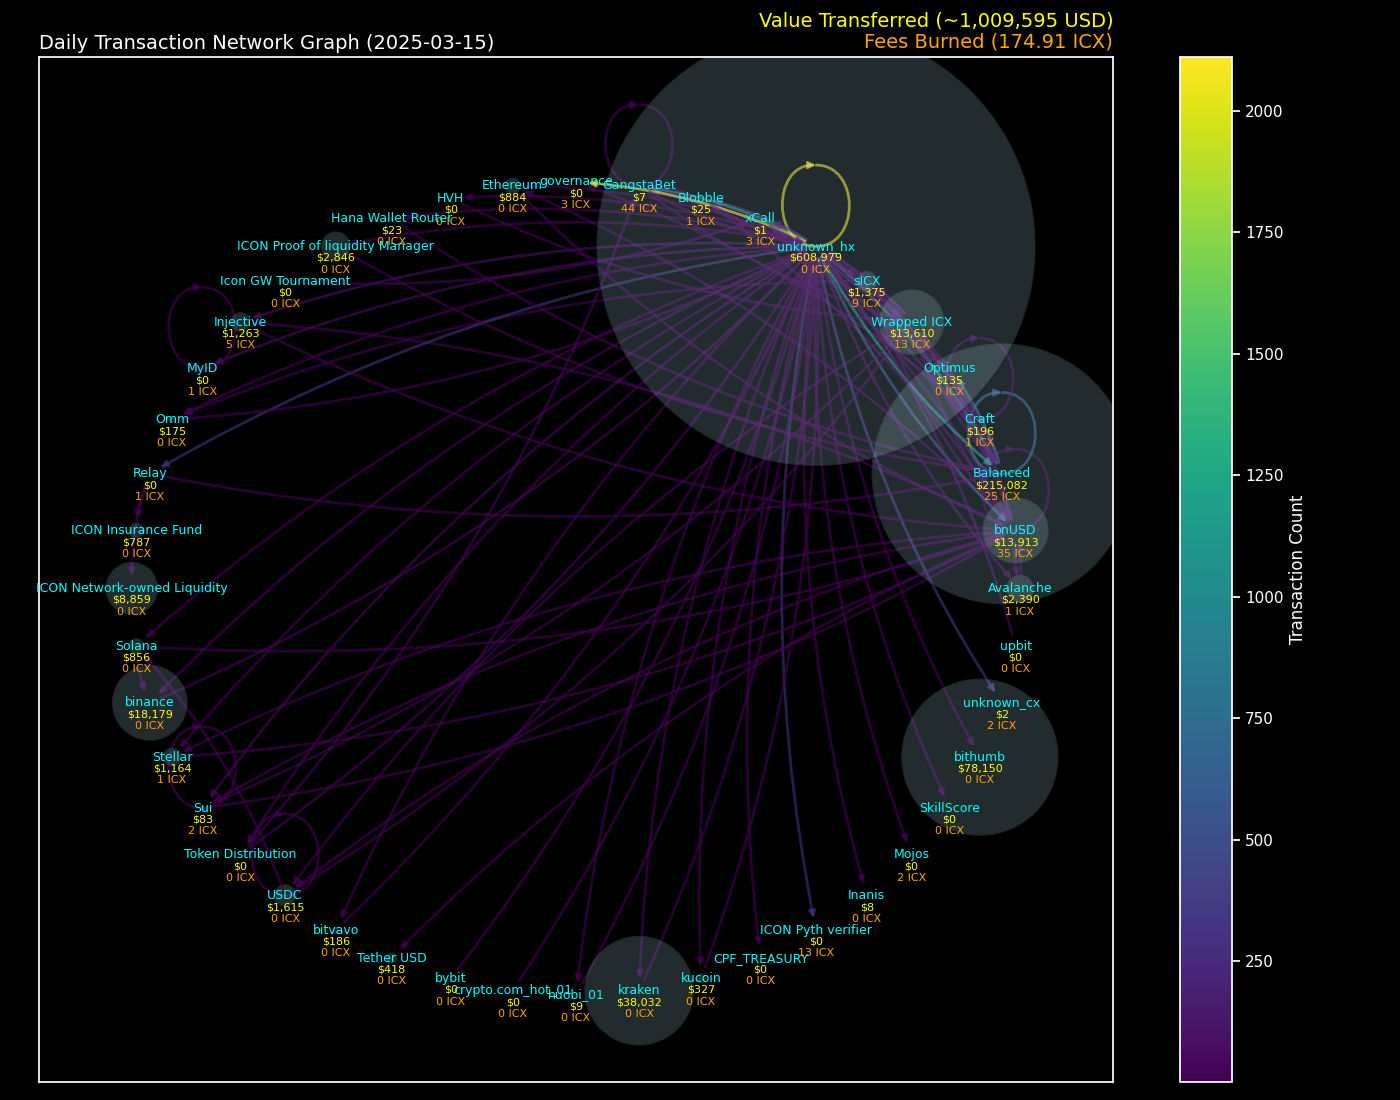 Value Transferred (~1,009,595 USD)
Daily Transaction Network Graph (2025-03-15)
Fees Burned (174.91 ICX)
Ethereum
$884
0 ICX
governance
$0
3 ICX
GangstaBet
$7
44 ICX
Blobble
$25
1 ICX
xCall
$1
3 ICX
unknown_hx
$608,979
0 ICX
HVH
$0
0 ICX
Hana Wallet Router
$23
0 ICX
ICON Proof of liquidity Manager
$2,846
0 ICX
Icon GW Tournament
$0
0 ICX
Injective
$1,263
5 ICX
MyID
$0
1 ICX
Omm
$175
0 ICX
Relay
$0
1 ICX
ICON Insurance Fund
$787
0 ICX
ICON Network-owned Liquidity
$8,859
0 ICX
Solana
$856
0 ICX
binance
$18,179
0 ICX
Stellar
$1,164
1 ICX
Sui
$83
2 ICX
Token Distribution
$0
0 ICX
USDC
$1,615
0 ICX
bitvavo
$186
0 ICX
Tether USD
$418
0 ICX
bybit
$0
0 ICX
crypto.com_hot_01
$0
0 ICX
huobi_01
$9
0 ICX
kraken
$38,032
0 ICX
kucoin
$327
0 ICX
CPF_TREASURY
$0
0 ICX
ICON Pyth verifier
$0
13 ICX
Inanis
$8
0 ICX
Mojos
$0
2 ICX
SkillScore
$0
0 ICX
bithumb
$78,150
0 ICX
unknown_cx
$2
2 ICX
upbit
$0
0 ICX
Avalanche
$2,390
1 ICX
bnUSD
$13,913
35 ICX
Balanced
$215,082
25 ICX
Craft
$196
1 ICX
Optimus
$135
0 ICX
Wrapped ICX
$13,610
13 ICX
sICX
$1,375
9 ICX
2000
1750
1500
1250
1000
750
500
250
Transaction Count